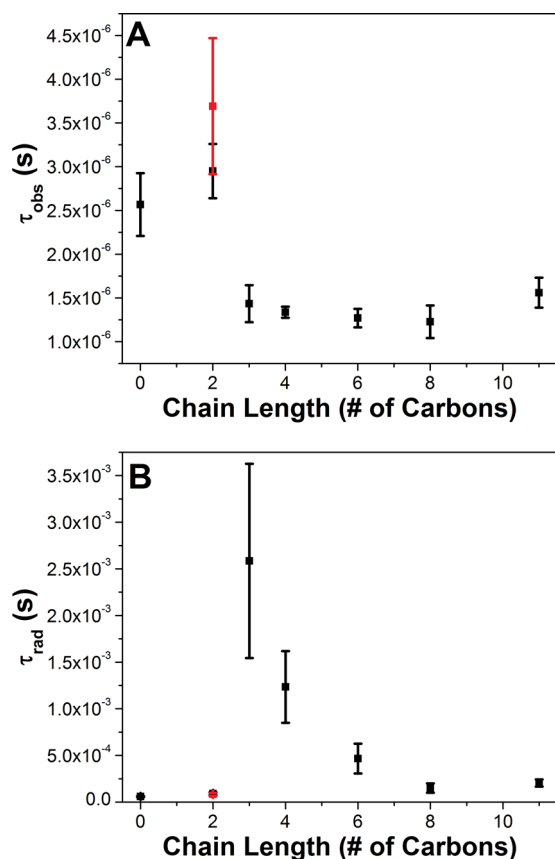 A
4.5x10⁻⁶
4.0x10⁻⁶
3.5x10⁻⁶
3.0x10⁻⁶
2.5x10⁻⁶
2.0x10⁻⁶
1.5x10⁻⁶
1.0x10⁻⁶
τobs (s)
0 2 4 6 8 10
Chain Length (# of Carbons)
B
3.5x10⁻³
3.0x10⁻³
2.5x10⁻³
2.0x10⁻³
1.5x10⁻³
1.0x10⁻³
5.0x10⁻⁴
0.0
τrad (s)
0 2 4 6 8 10
Chain Length (# of Carbons)